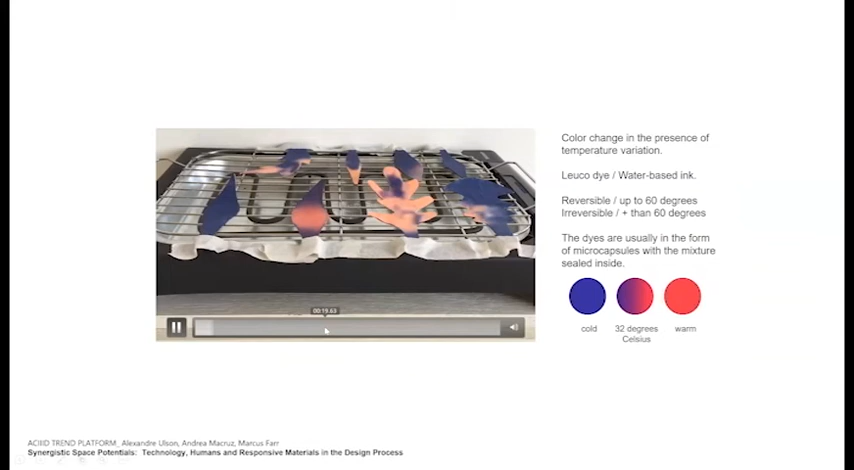 Color change in the presence of
temperature variation.
Leuco dye / Water-based ink.
Reversible / up to 60 degrees
Irreversible / + than 60 degrees
The dyes are usually in the form
of microcapsules with the mixture
sealed inside.
00:19.63
cold
32 degrees
Celsius
warm
ACIIID TREND PLATFORM_ Alexandre Ulson, Andrea Macruz, Marcus Farr
Synergistic Space Potentials: Technology, Humans and Responsive Materials in the Design Process